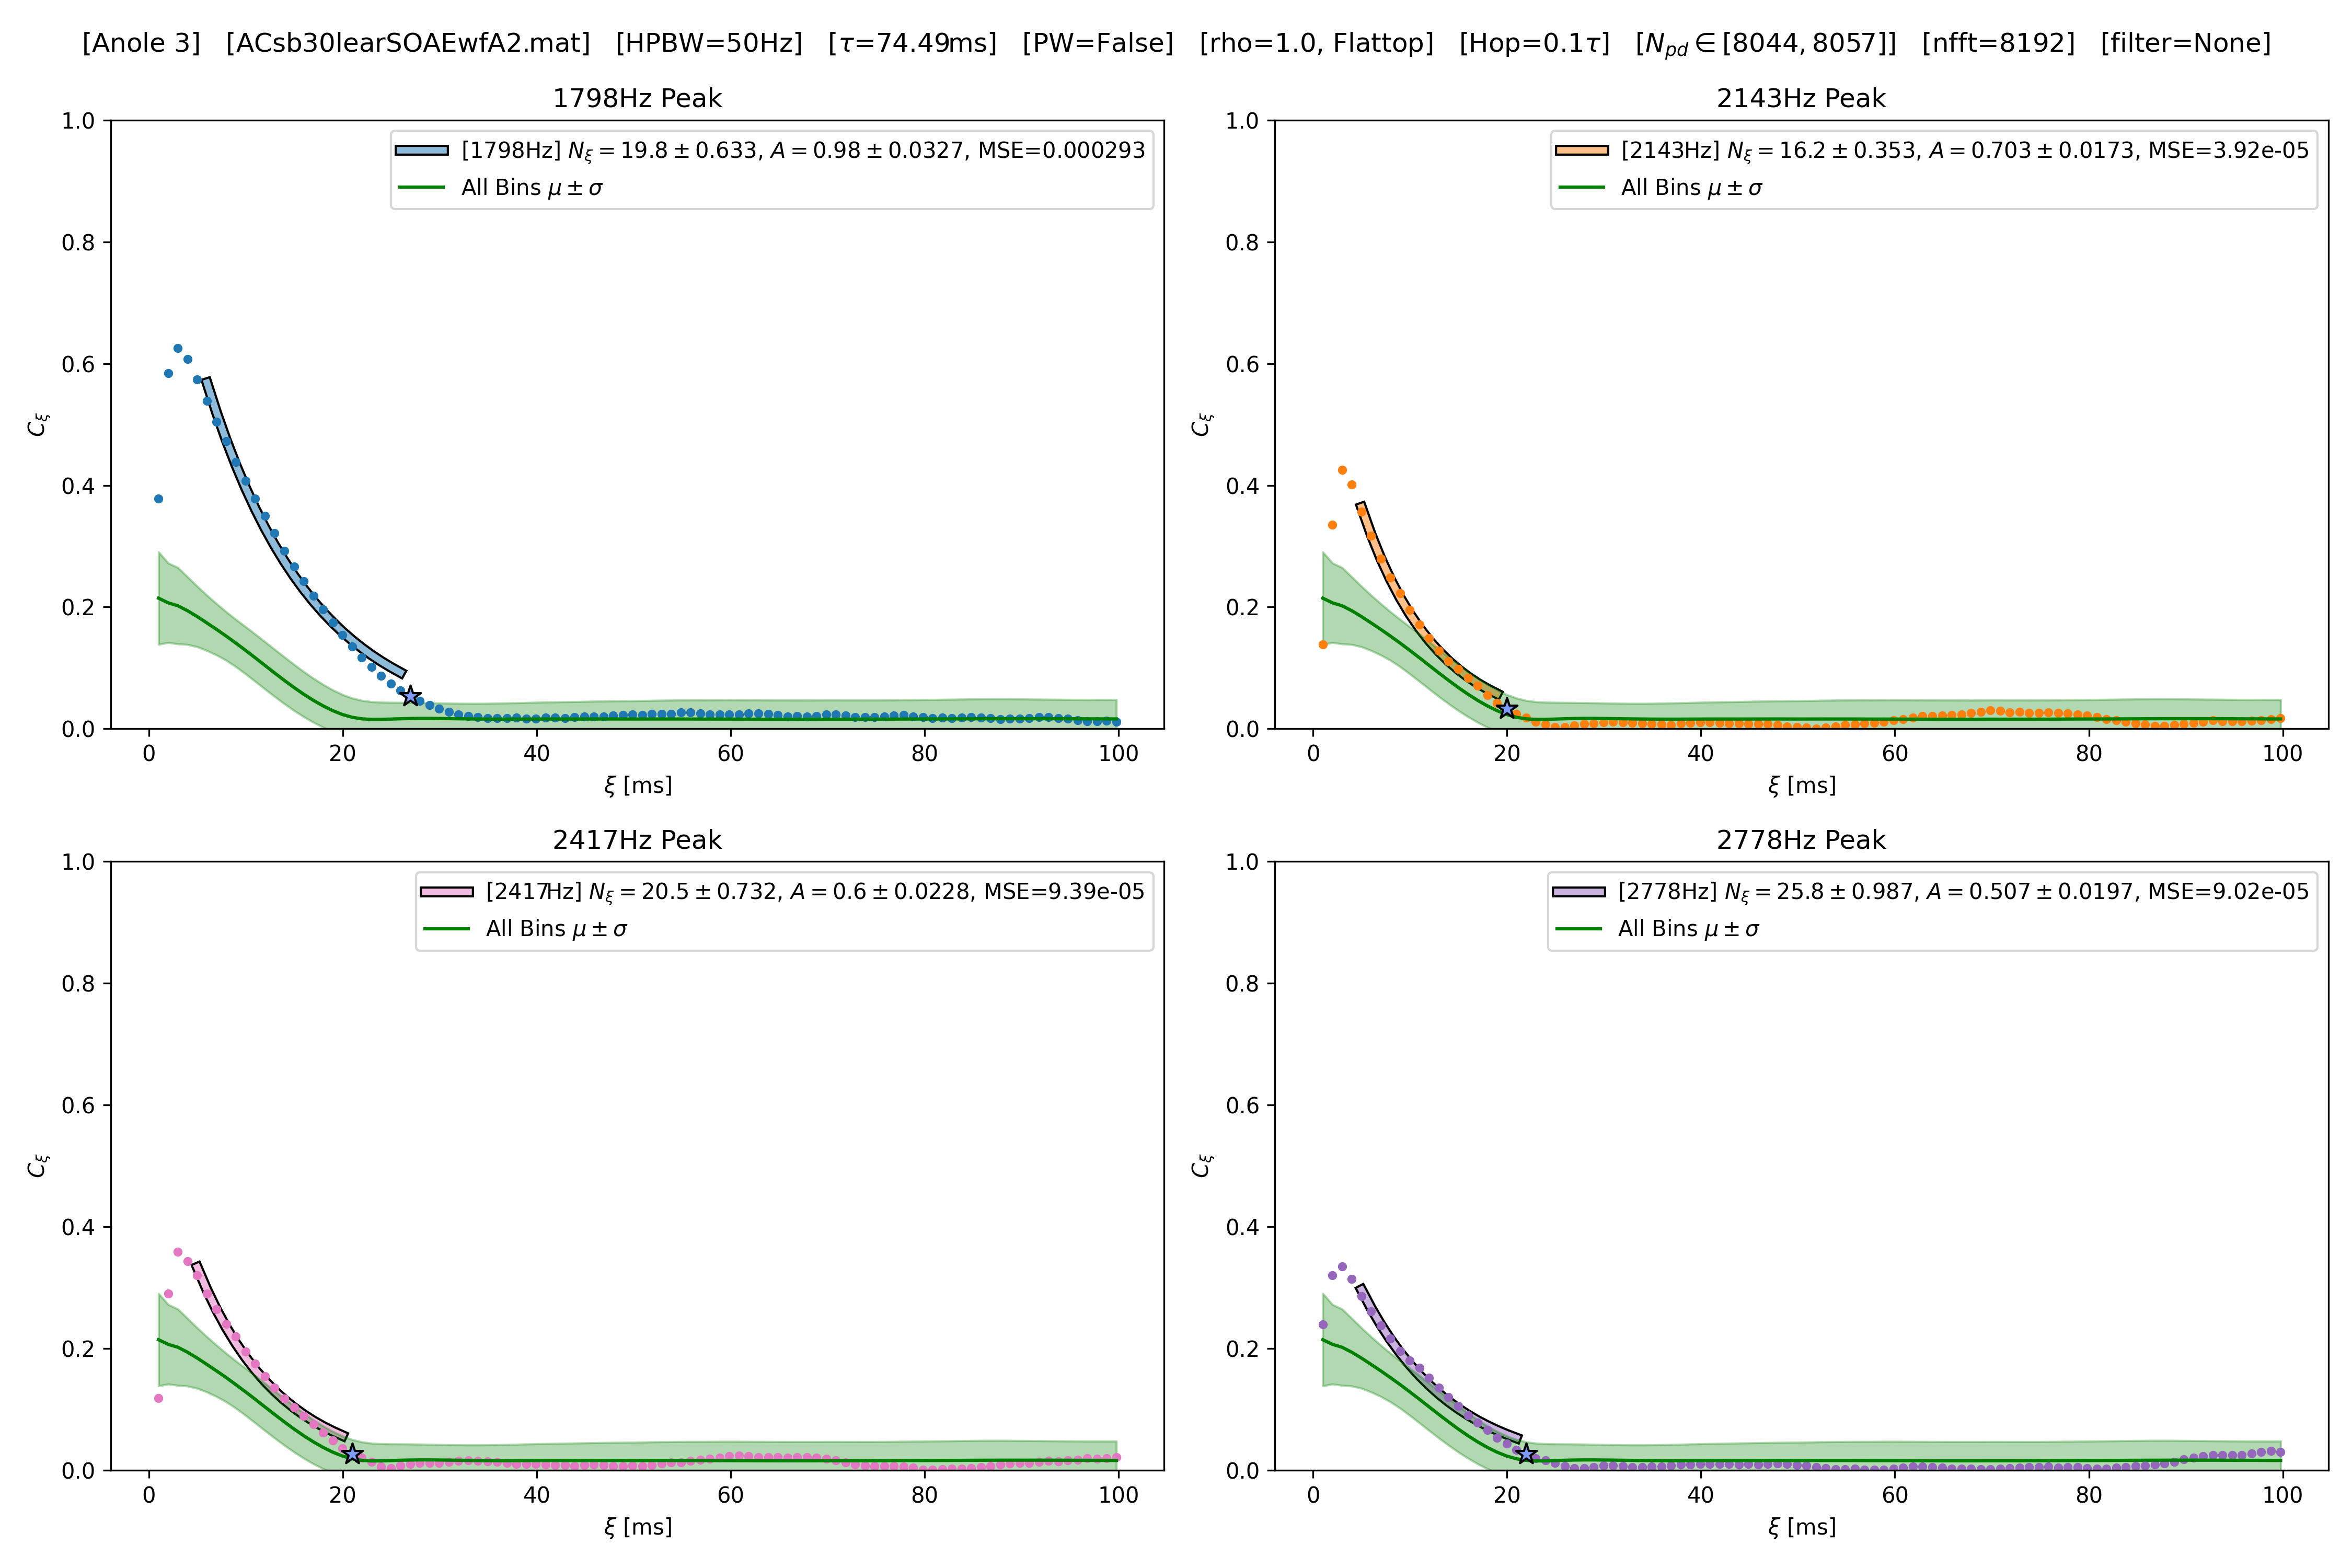 [Anole 3] [ACsb30learSOAEwfA2.mat] [HPBW=50Hz] [τ=74.49ms] [PW=False] [rho=1.0, Flattop] [Hop=0.1τ] [N_pd ∈ [8044, 8057]] [nfft=8192] [filter=None]
1798Hz Peak
[1798Hz] N_ξ = 19.8 ± 0.633, A = 0.98 ± 0.0327, MSE=0.000293
All Bins μ ± σ
1.0
0.8
0.6
0.4
0.2
0.0
C_ξ
0 20 40 60 80 100
ξ [ms]
2143Hz Peak
[2143Hz] N_ξ = 16.2 ± 0.353, A = 0.703 ± 0.0173, MSE=3.92e-05
All Bins μ ± σ
1.0
0.8
0.6
0.4
0.2
0.0
C_ξ
0 20 40 60 80 100
ξ [ms]
2417Hz Peak
[2417Hz] N_ξ = 20.5 ± 0.732, A = 0.6 ± 0.0228, MSE=9.39e-05
All Bins μ ± σ
1.0
0.8
0.6
0.4
0.2
0.0
C_ξ
0 20 40 60 80 100
ξ [ms]
2778Hz Peak
[2778Hz] N_ξ = 25.8 ± 0.987, A = 0.507 ± 0.0197, MSE=9.02e-05
All Bins μ ± σ
1.0
0.8
0.6
0.4
0.2
0.0
C_ξ
0 20 40 60 80 100
ξ [ms]